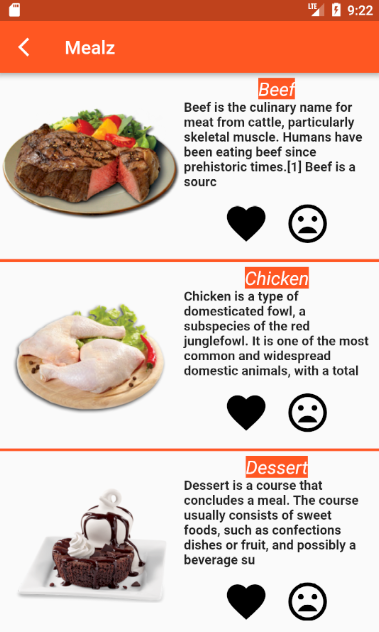 LTE 9:22
Mealz
Beef
Beef is the culinary name for
meat from cattle, particularly
skeletal muscle. Humans have
been eating beef since
prehistoric times.[1] Beef is a
sourc
Chicken
Chicken is a type of
domesticated fowl, a
subspecies of the red
junglefowl. It is one of the most
common and widespread
domestic animals, with a total
Dessert
Dessert is a course that
concludes a meal. The course
usually consists of sweet
foods, such as confections
dishes or fruit, and possibly a
beverage su